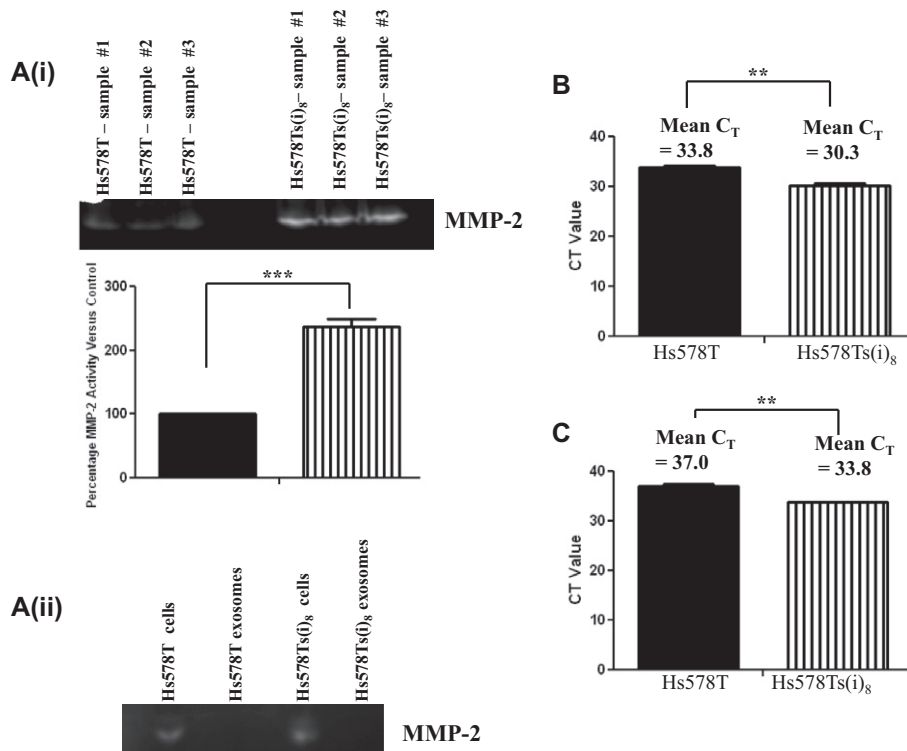 A(i)
Hs578T – sample #1
Hs578T – sample #2
Hs578T – sample #3
Hs578Ts(i)₈– sample #1
Hs578Ts(i)₈– sample #2
Hs578Ts(i)₈– sample #3
MMP-2
***
Percentage MMP-2 Activity Versus Control
300
200
100
0
A(ii)
Hs578T cells
Hs578T exosomes
Hs578Ts(i)₈ cells
Hs578Ts(i)₈ exosomes
MMP-2
B
**
Mean C_T
= 33.8
Mean C_T
= 30.3
CT Value
40
30
20
10
0
Hs578T
Hs578Ts(i)₈
C
**
Mean C_T
= 37.0
Mean C_T
= 33.8
CT Value
40
30
20
10
0
Hs578T
Hs578Ts(i)₈